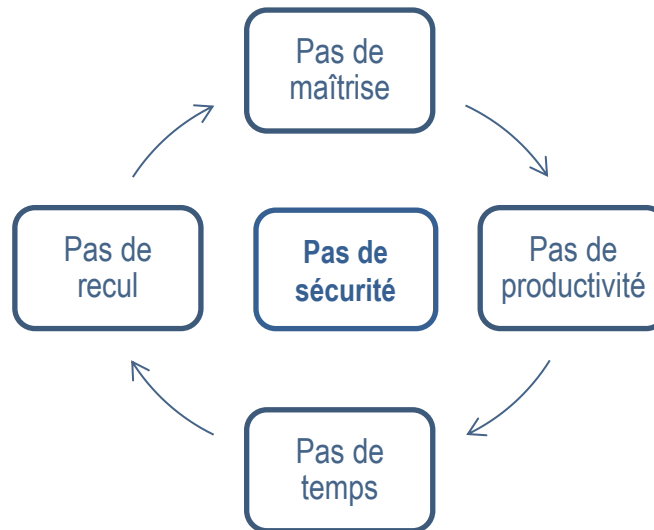 Pas de
maîtrise
Pas de
recul
Pas de
sécurité
Pas de
productivité
Pas de
temps